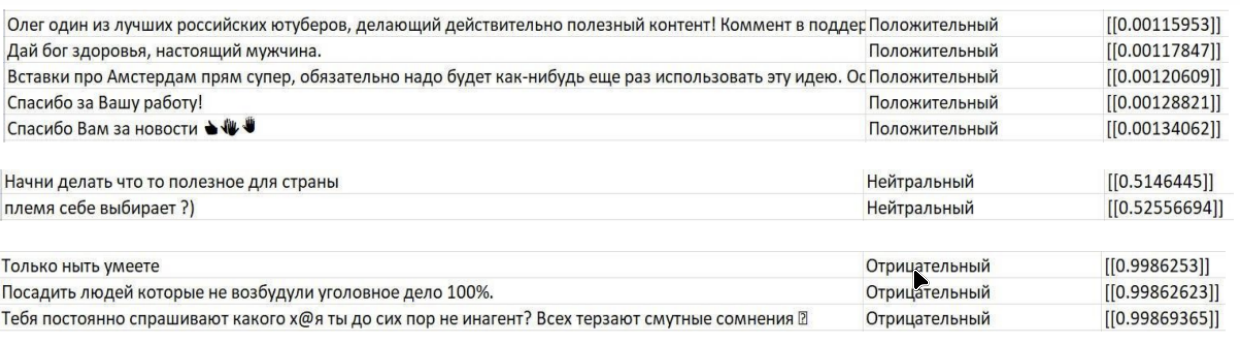 Олег один из лучших российских ютуберов, делающий действительно полезный контент! Коммент в поддер Положительный [[0.00115953]]
Дай бог здоровья, настоящий мужчина. Положительный [[0.00117847]]
Вставки про Амстердам прям супер, обязательно надо будет как-нибудь еще раз использовать эту идею. Ос Положительный [[0.00120609]]
Спасибо за Вашу работу! Положительный [[0.00128821]]
Спасибо Вам за новости Положительный [[0.00134062]]
Начни делать что то полезное для страны Нейтральный [[0.5146445]]
племя себе выбирает ?) Нейтральный [[0.52556694]]
Только ныть умеете Отрицательный [[0.9986253]]
Посадить людей которые не возбудули уголовное дело 100%. Отрицательный [[0.99862623]]
Тебя постоянно спрашивают какого х@я ты до сих пор не инагент? Всех терзают смутные сомнения Отрицательный [[0.99869365]]